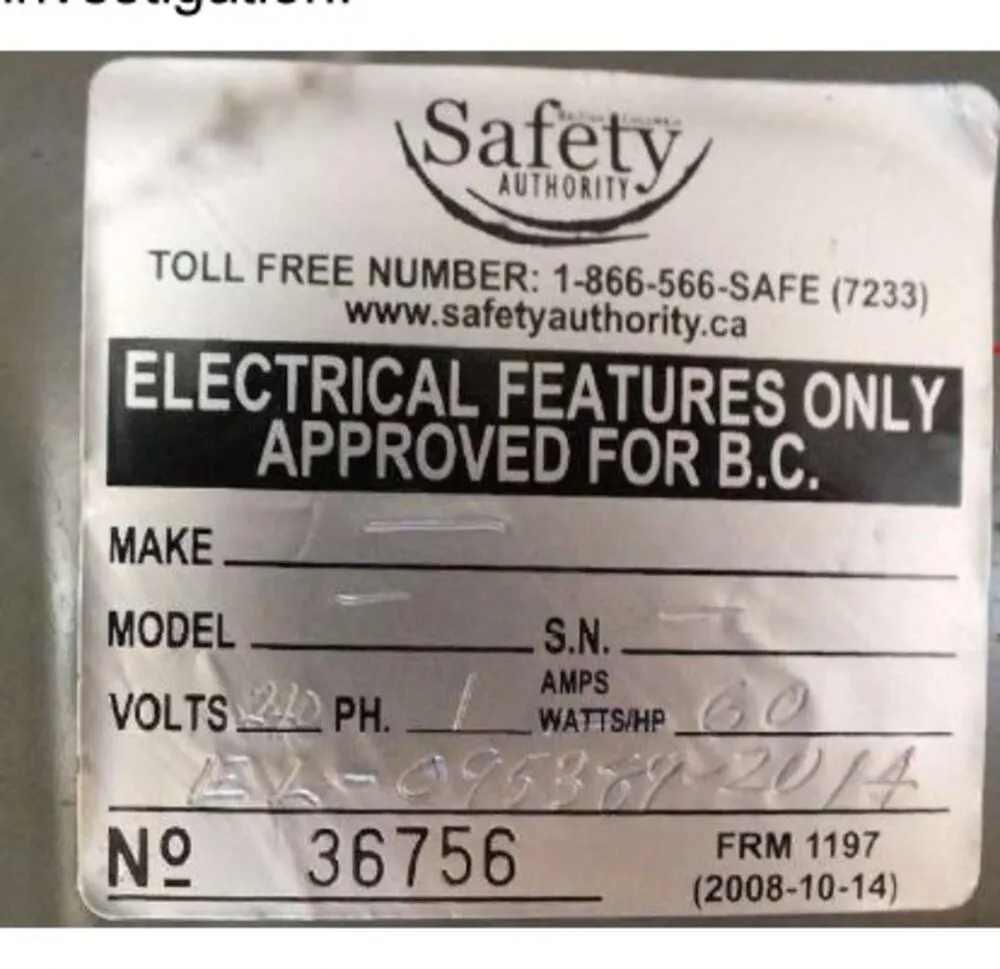 Safety
AUTHORITY
TOLL FREE NUMBER: 1-866-566-SAFE (7233)
www.safetyauthority.ca
ELECTRICAL FEATURES ONLY
APPROVED FOR B.C.
MAKE —
MODEL — S.N. —
VOLTS 240 PH. 1 AMPS WATTS/HP 60
Nº 36756
FRM 1197
(2008-10-14)